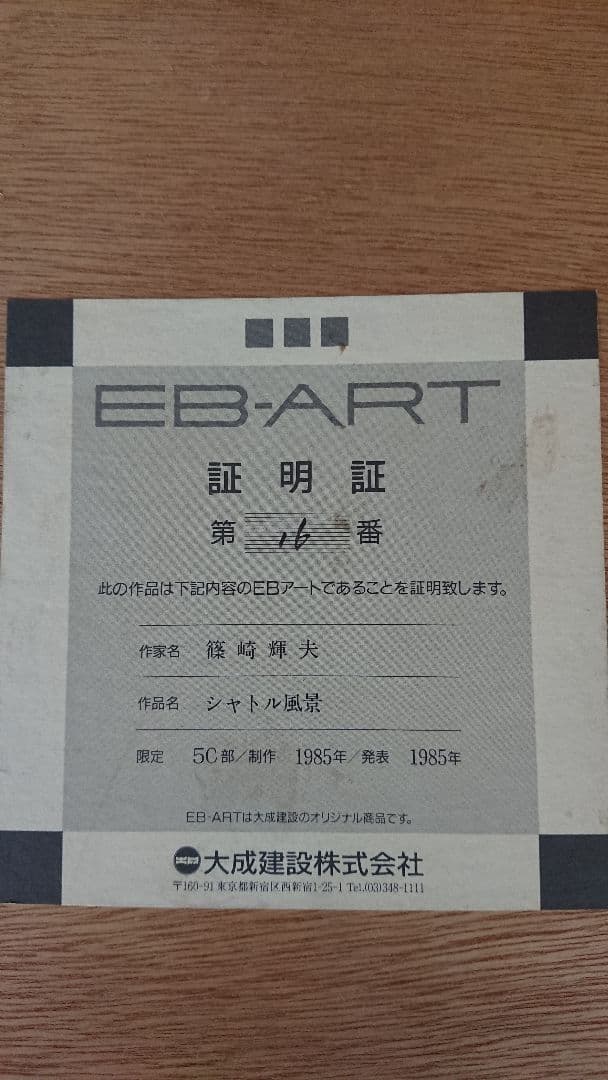 EB-ART
証明証
第 16 番
此の作品は下記内容のEBアートであることを証明致します。
作家名 篠崎輝夫
作品名 シャトル風景
限定 5C部／制作 1985年／発表 1985年
EB-ARTは大成建設のオリジナル商品です。
大成建設株式会社
〒160-91 東京都新宿区西新宿1-25-1 Tel.(03)348-1111